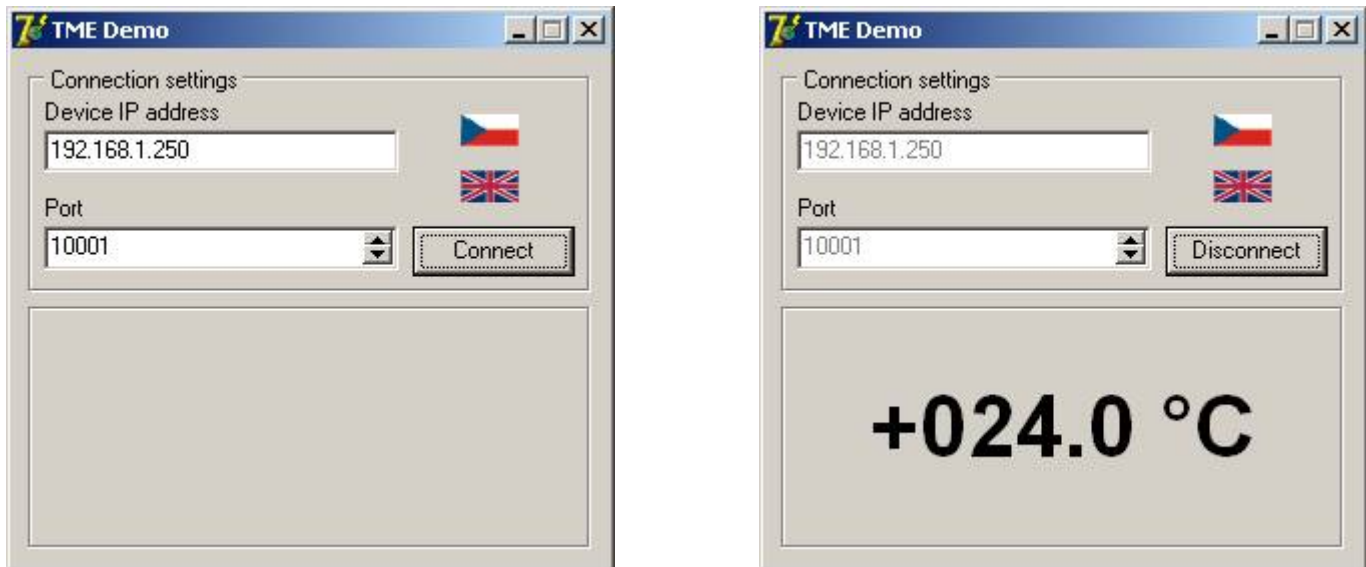 TME Demo
Connection settings
Device IP address
192.168.1.250
Port
10001
Connect
TME Demo
Connection settings
Device IP address
192.168.1.250
Port
10001
Disconnect
+024.0 °C